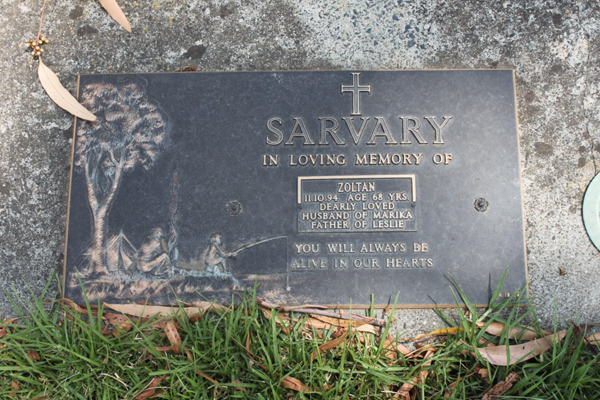 SARVARY
IN LOVING MEMORY OF
ZOLTAN
11.10.94 AGE 68 YRS.
DEARLY LOVED
HUSBAND OF MARIKA
FATHER OF LESLIE
YOU WILL ALWAYS BE
ALIVE IN OUR HEARTS